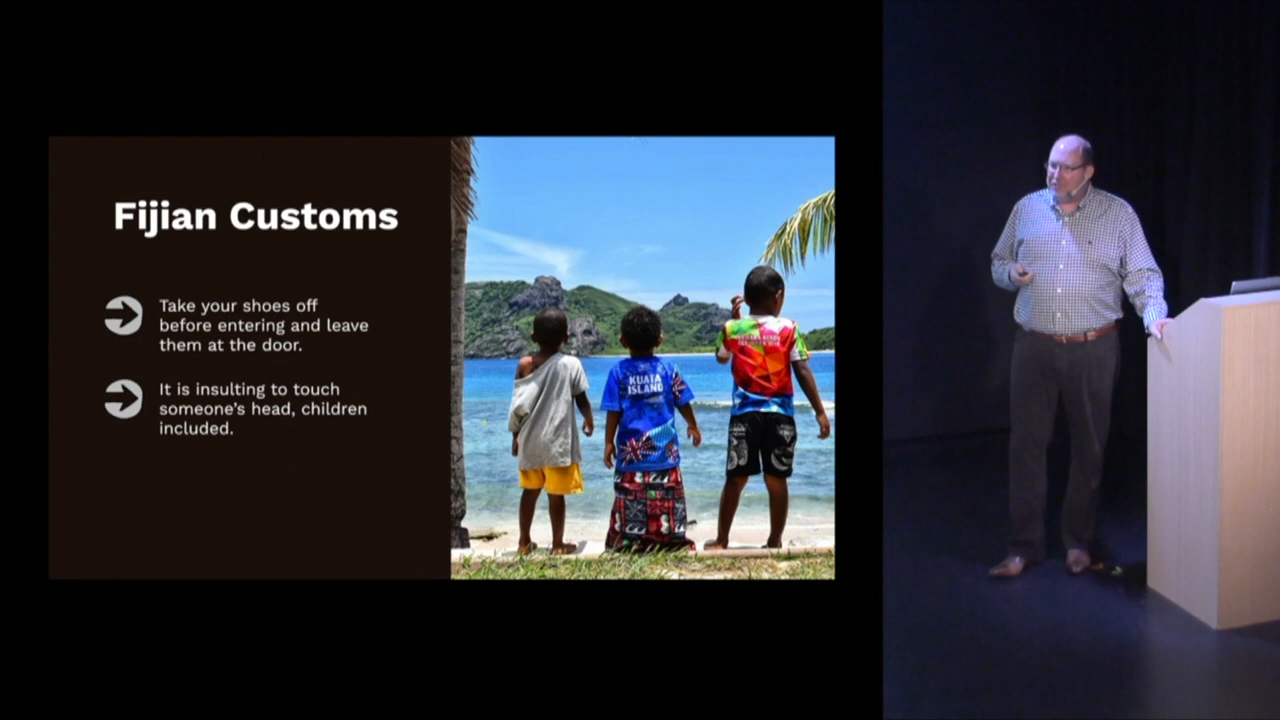 Fijian Customs
Take your shoes off
before entering and leave
them at the door.
It is insulting to touch
someone's head, children
included.
KUATA
ISLAND